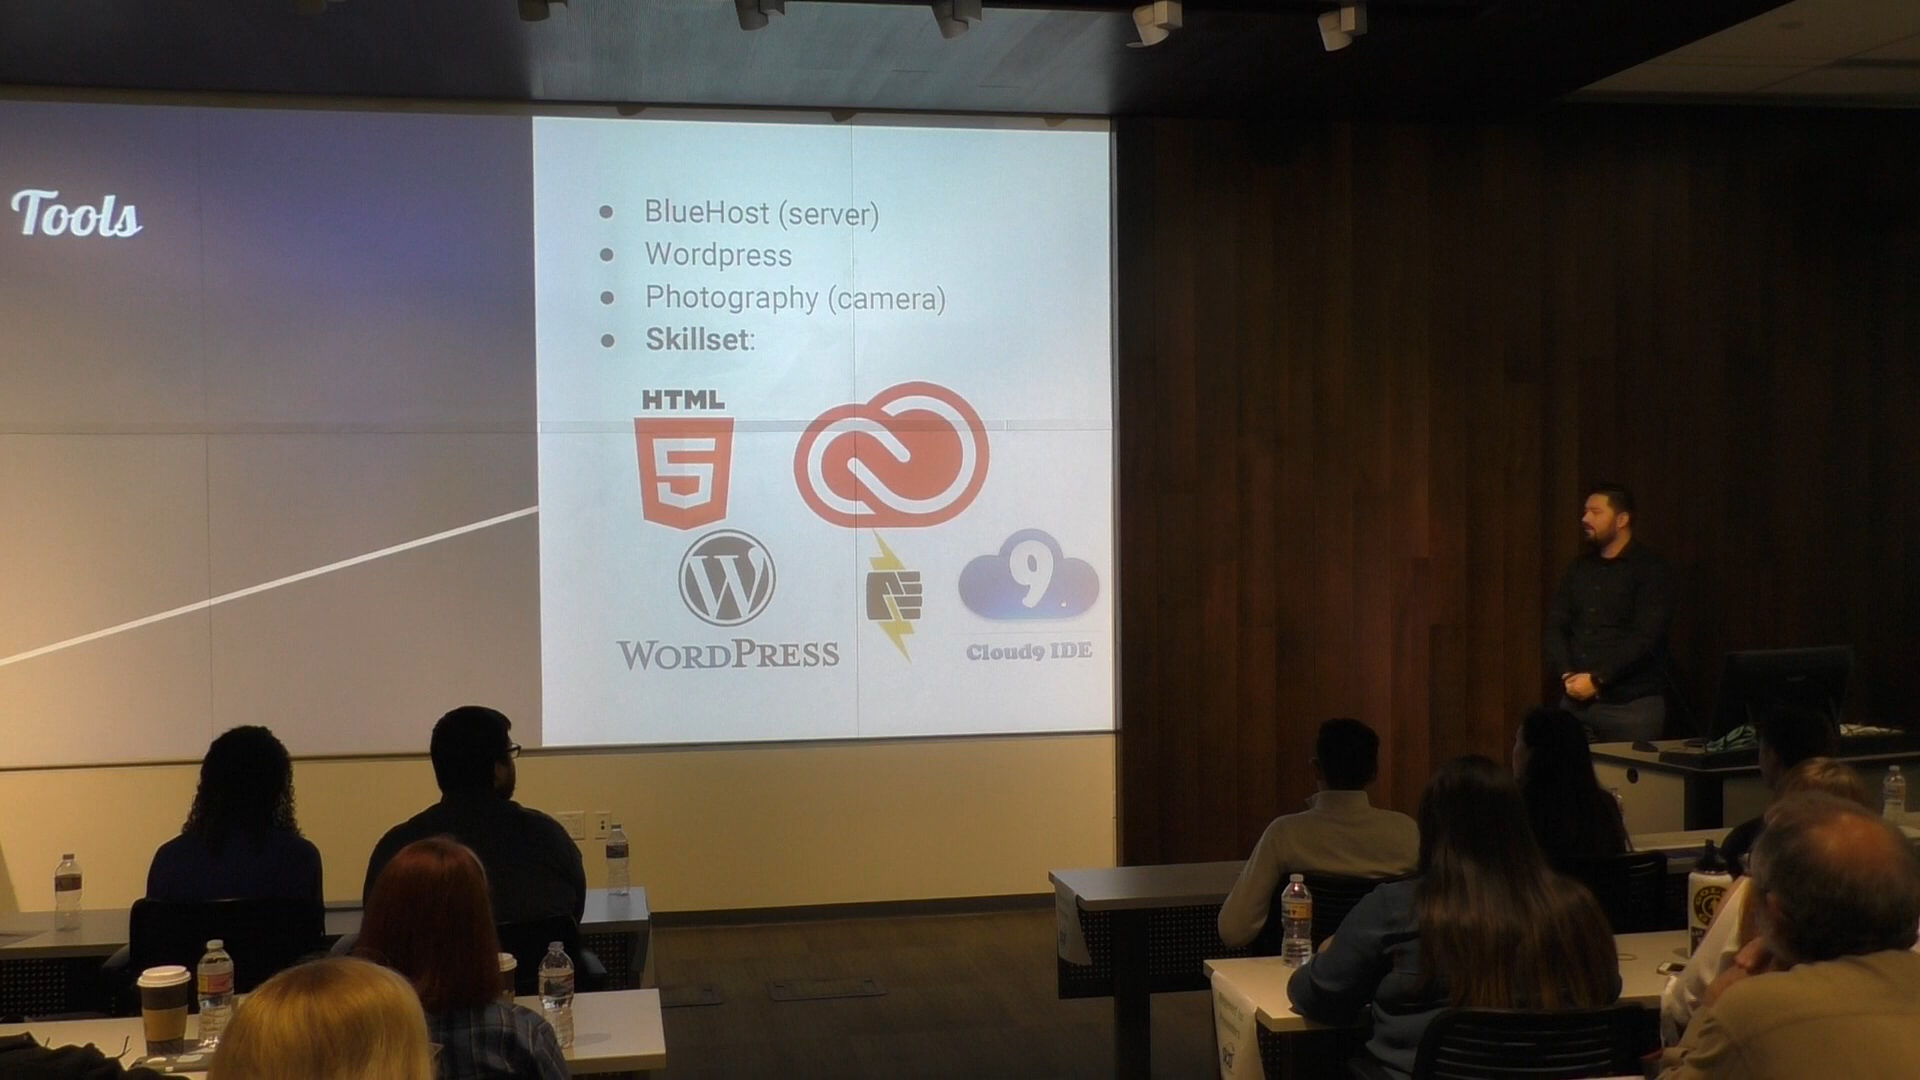 Tools
● BlueHost (server)
● Wordpress
● Photography (camera)
● Skillset:
HTML
5
W
WORDPRESS
9
Cloud9 IDE